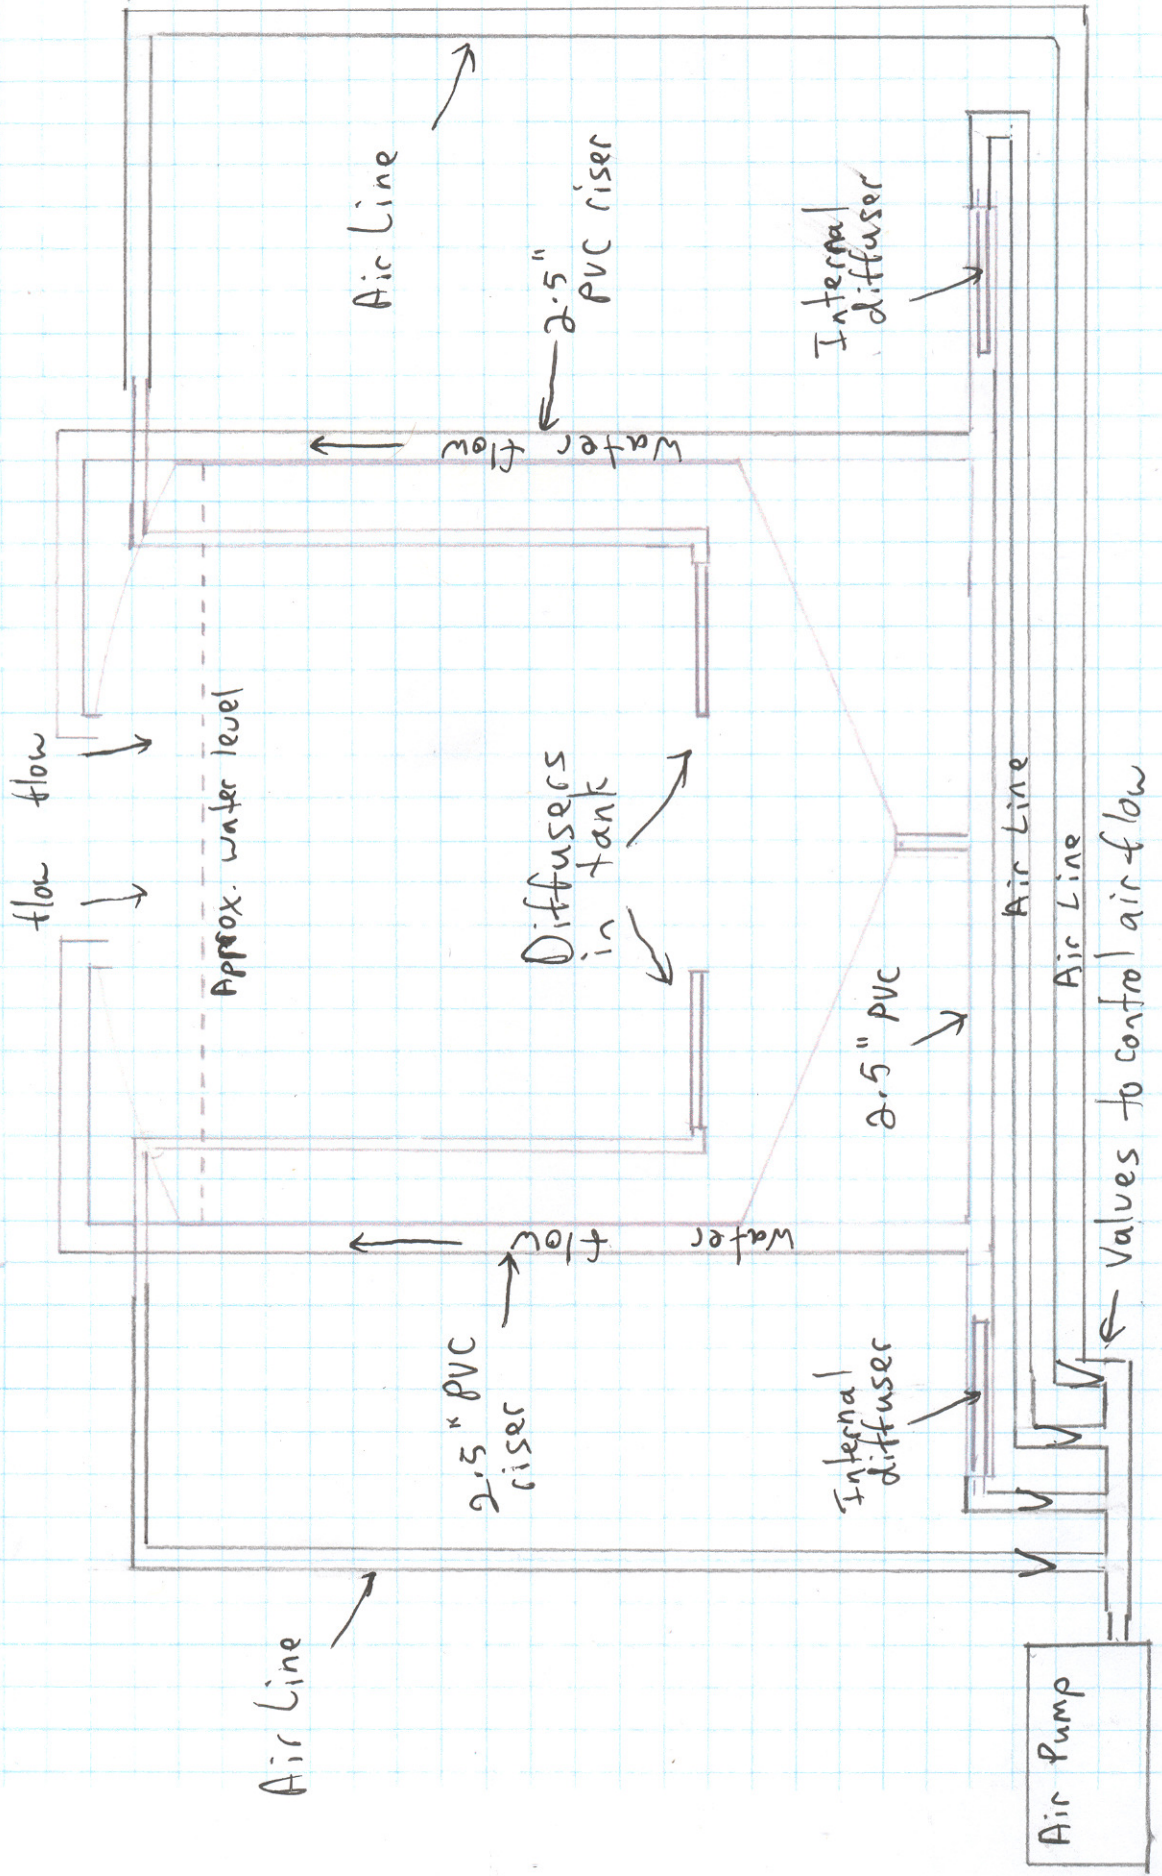 flow
flow
Approx. water level
Air Line
Air Line
2.5" PVC
riser
2.5"
PVC riser
water flow
water flow
Diffusers
in tank
Internal
diffuser
Internal
diffuser
2.5" PVC
Air Line
Air Line
Air Pump
Valves to control air flow
V
V
V
V